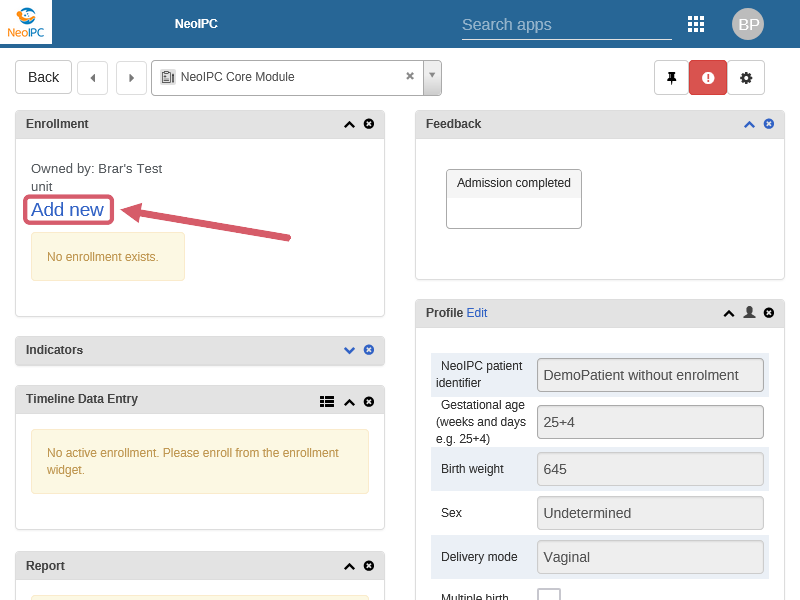 NeoIPC
NeoIPC
Search apps
BP
Back
NeoIPC Core Module
Enrollment
Owned by: Brar's Test
unit
Add new
No enrollment exists.
Indicators
Timeline Data Entry
No active enrollment. Please enroll from the enrollment
widget.
Report
Feedback
Admission completed
Profile Edit
NeoIPC patient
identifier
DemoPatient without enrolment
Gestational age
(weeks and days
e.g. 25+4)
25+4
Birth weight
645
Sex
Undetermined
Delivery mode
Vaginal
Multiple birth